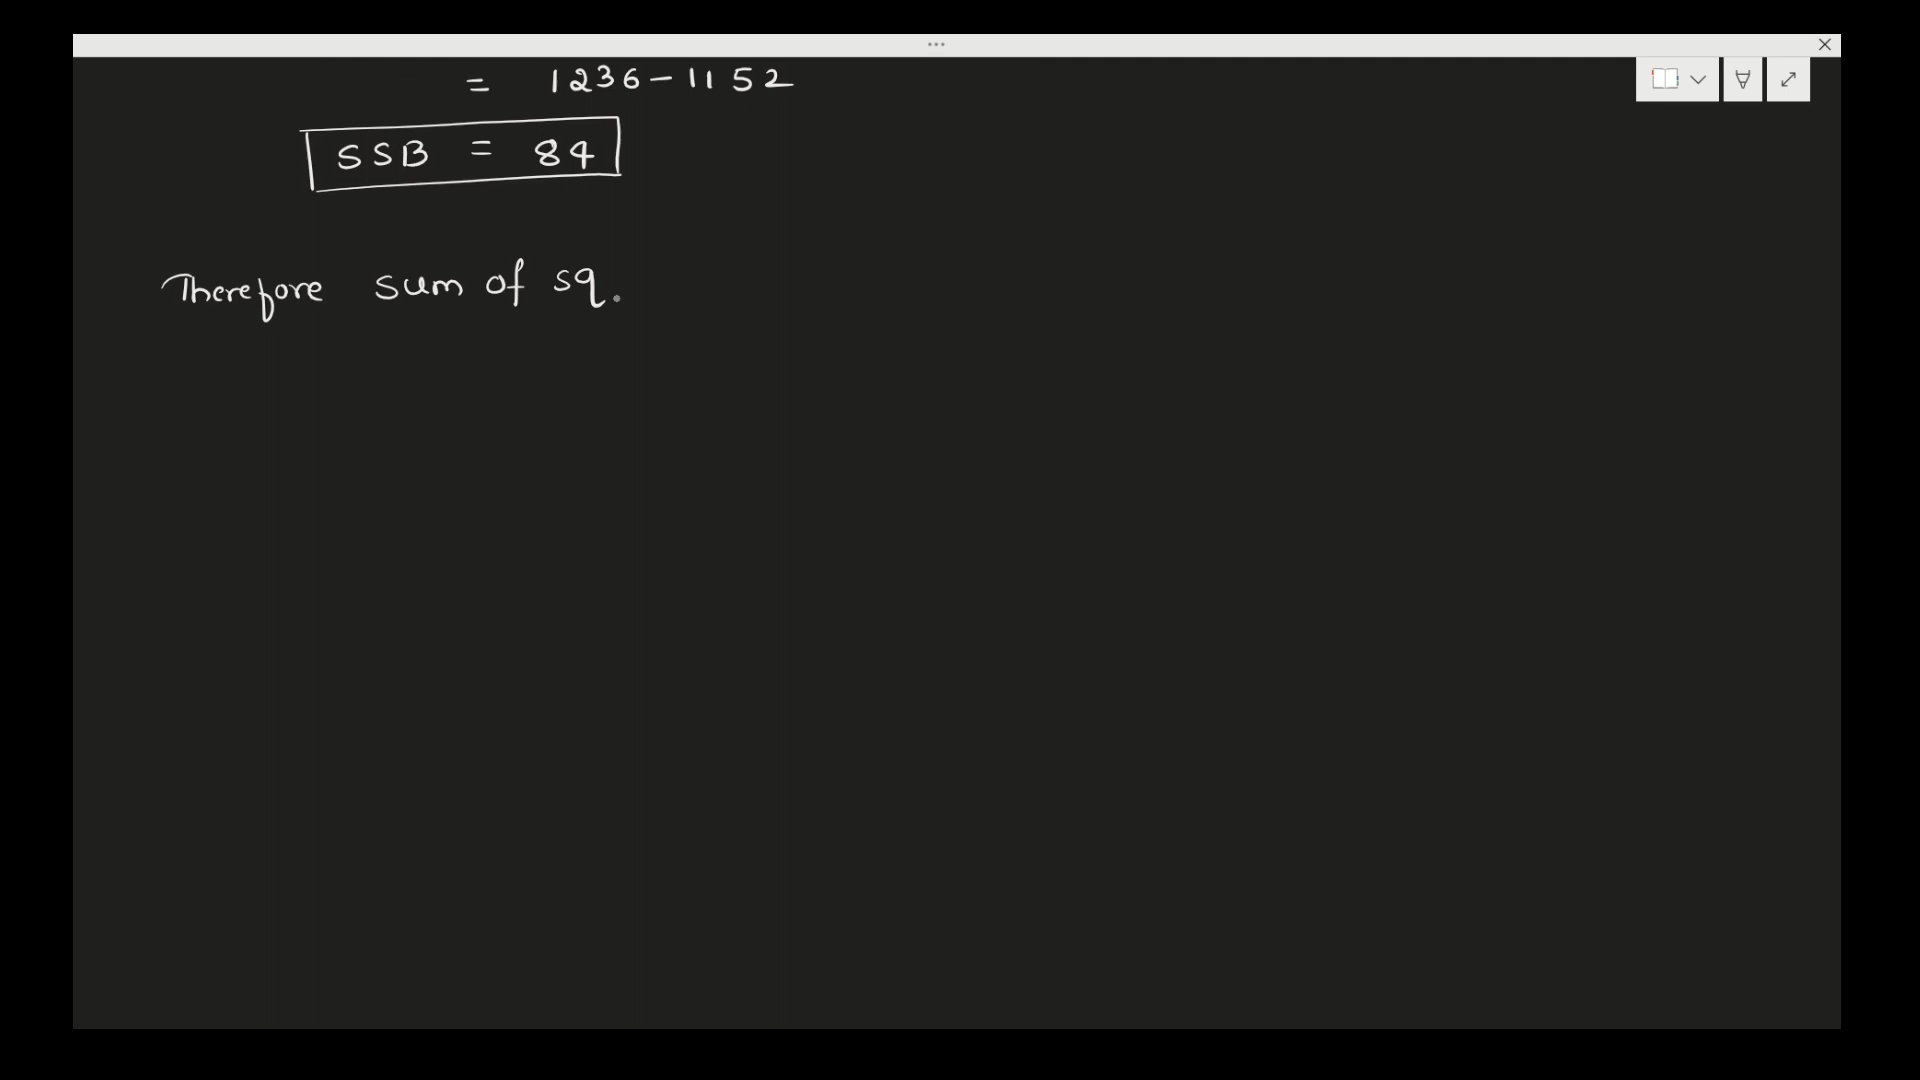 = 1236-1152
SSB = 84
Therefore sum of sq.